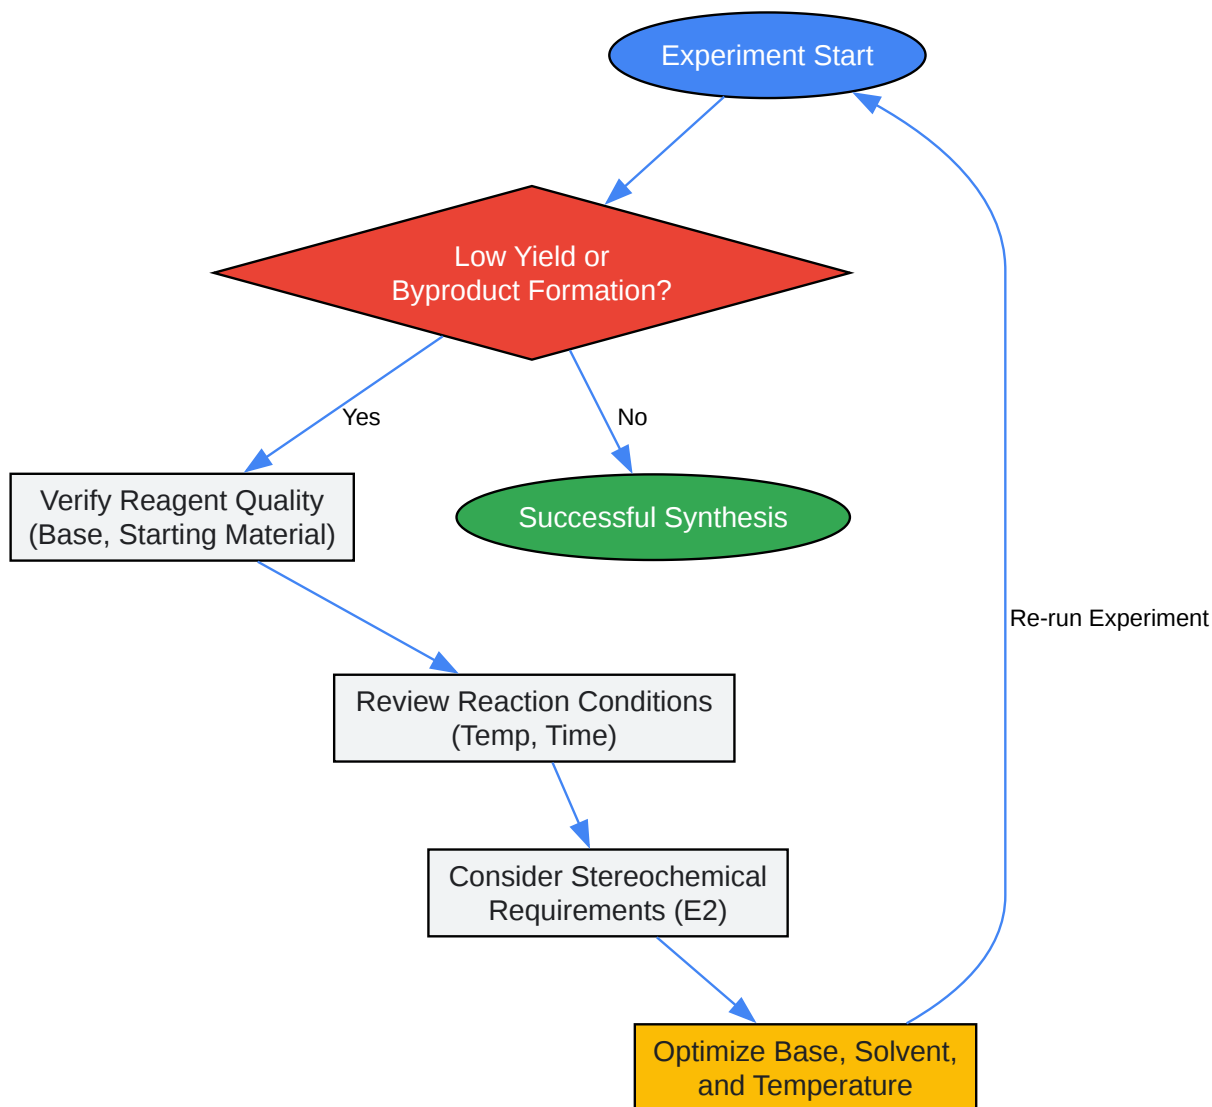 Experiment Start
Low Yield or
Byproduct Formation?
Yes
No
Verify Reagent Quality
(Base, Starting Material)
Successful Synthesis
Re-run Experiment
Review Reaction Conditions
(Temp, Time)
Consider Stereochemical
Requirements (E2)
Optimize Base, Solvent,
and Temperature